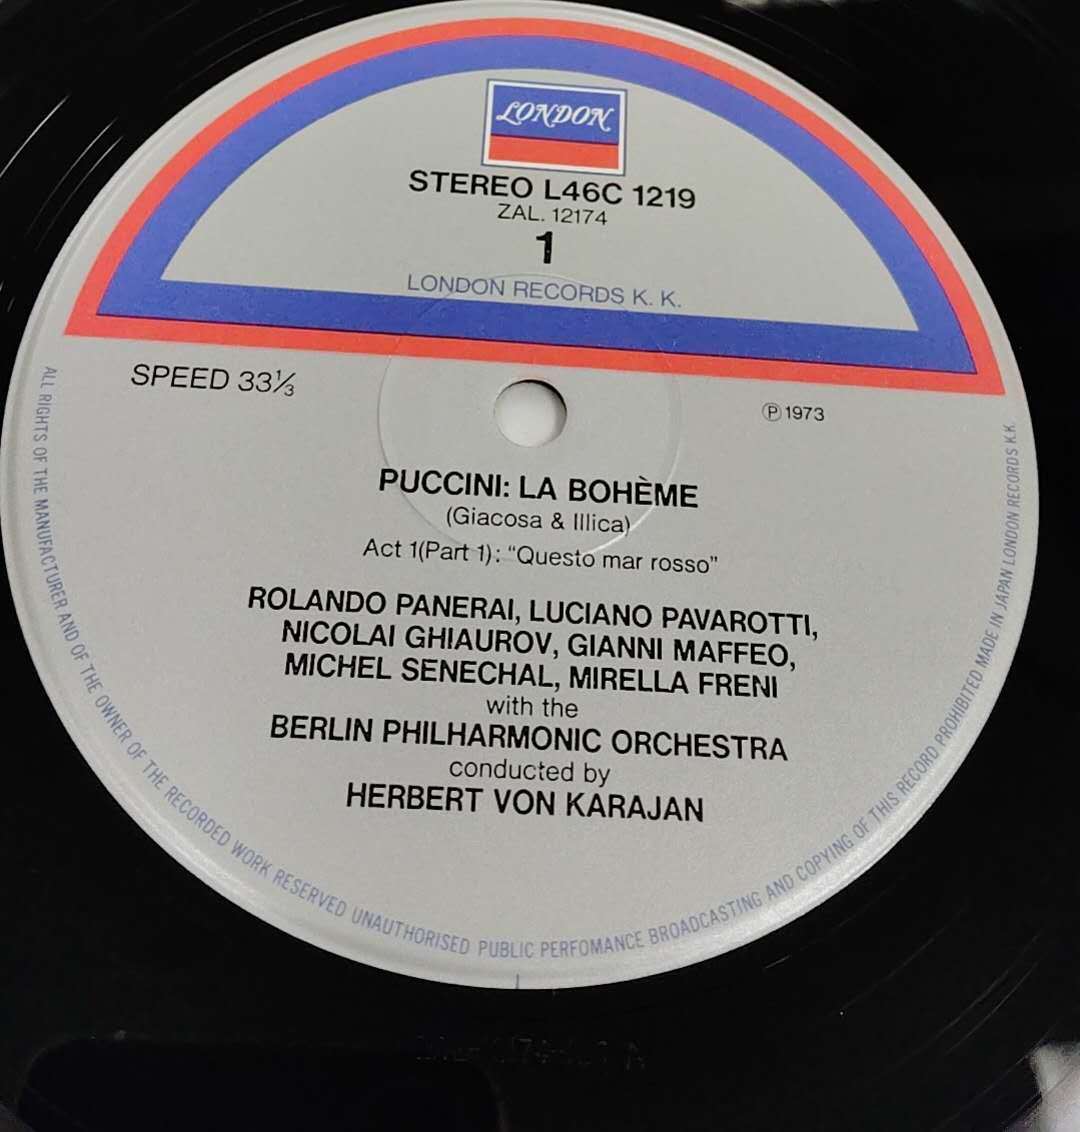 LONDON
STEREO L46C 1219
ZAL. 12174
1
LONDON RECORDS K. K.
SPEED 33⅓
℗ 1973
PUCCINI: LA BOHÈME
(Giacosa & Illica)
Act 1(Part 1): “Questo mar rosso”
ROLANDO PANERAI, LUCIANO PAVAROTTI,
NICOLAI GHIAUROV, GIANNI MAFFEO,
MICHEL SENECHAL, MIRELLA FRENI
with the
BERLIN PHILHARMONIC ORCHESTRA
conducted by
HERBERT VON KARAJAN
ALL RIGHTS OF THE MANUFACTURER AND OF THE OWNER OF THE RECORDED WORK RESERVED UNAUTHORISED PUBLIC PERFOMANCE BROADCASTING AND COPYING OF THIS RECORD PROHIBITED MADE IN JAPAN LONDON RECORDS K.K.